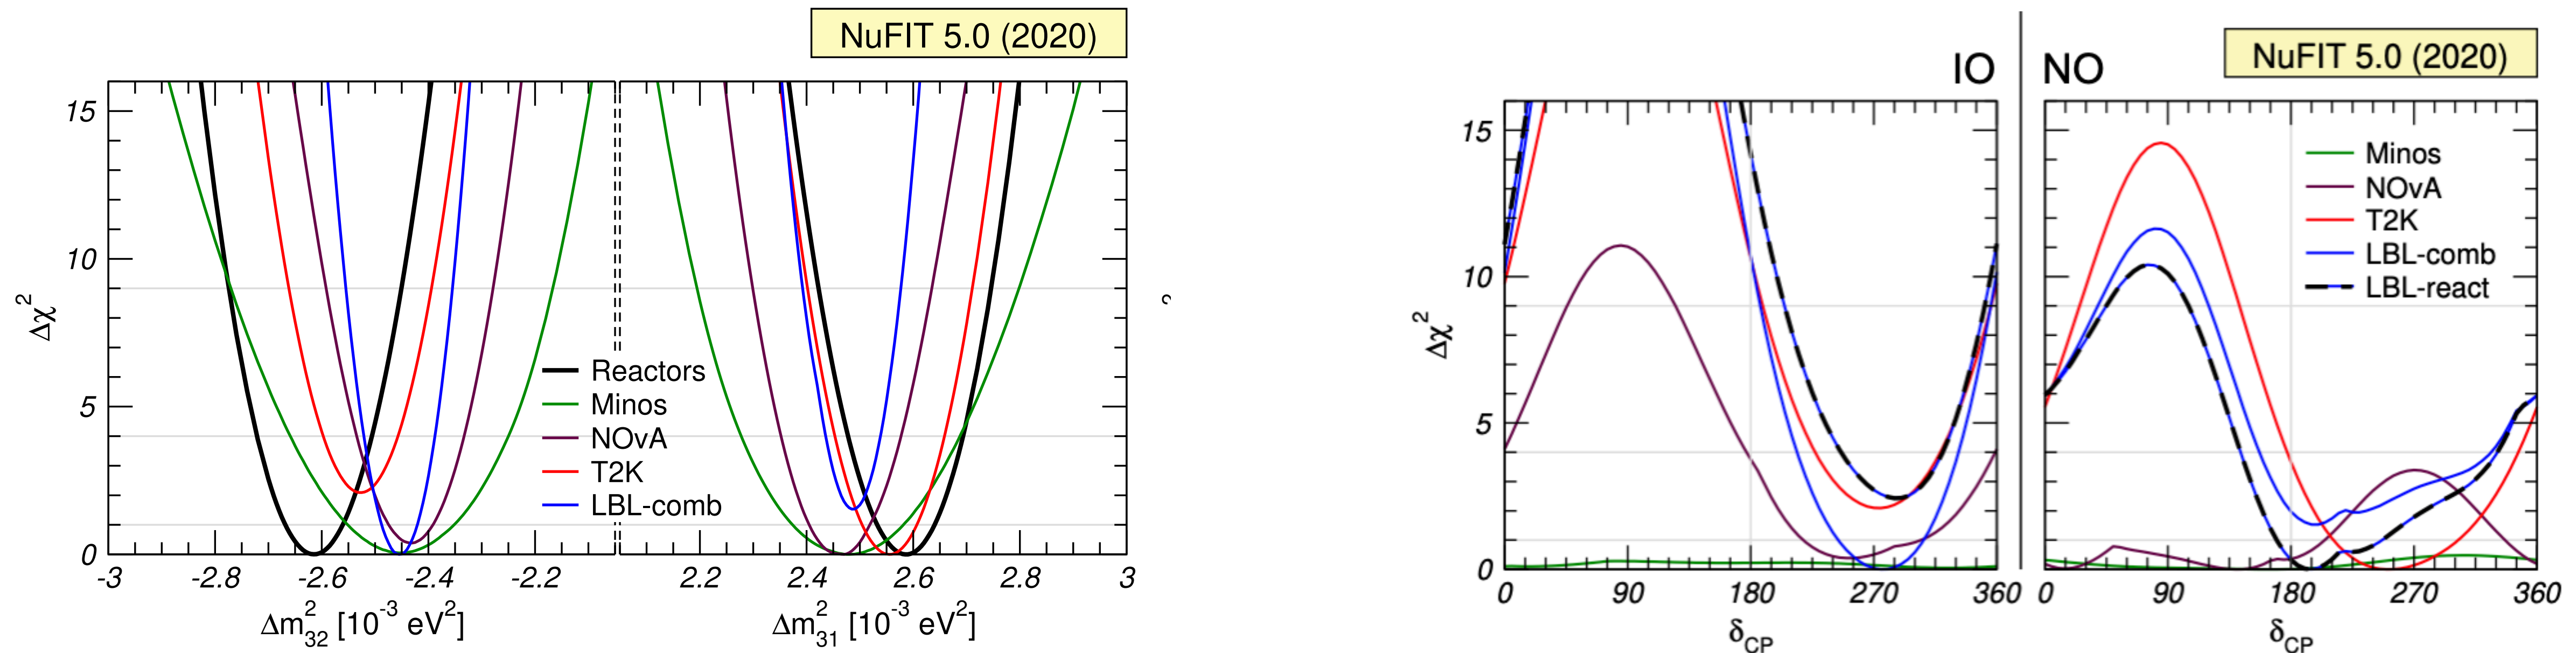 NuFIT 5.0 (2020)
15
10
5
0
Δχ²
Reactors
Minos
NOvA
T2K
LBL-comb
-3 -2.8 -2.6 -2.4 -2.2
2.2 2.4 2.6 2.8 3
Δm²₃₂ [10⁻³ eV²]
Δm²₃₁ [10⁻³ eV²]
IO
NO
NuFIT 5.0 (2020)
15
10
5
0
Δχ²
Minos
NOvA
T2K
LBL-comb
LBL-react
0 90 180 270 360
0 90 180 270 360
δCP
δCP